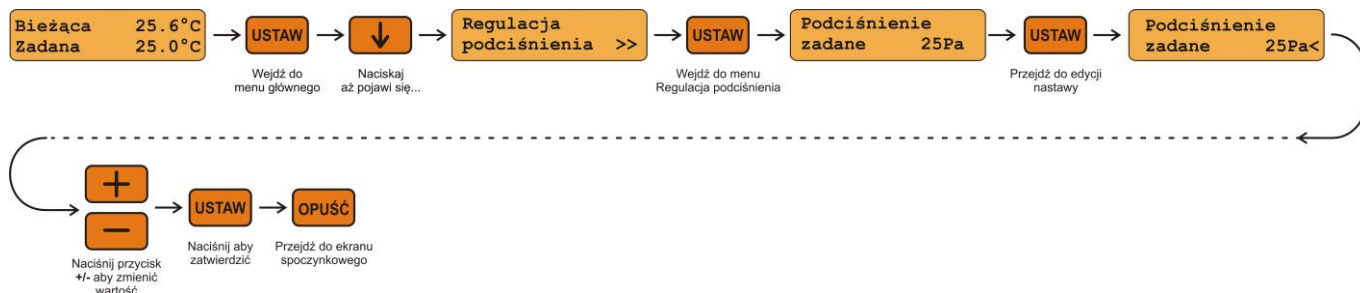 Bieżąca 25.6°C
Zadana 25.0°C
USTAW
Wejdź do
menu głównego
Naciskaj
aż pojawi się...
Regulacja
podciśnienia >>
USTAW
Wejdź do menu
Regulacja podciśnienia
Podciśnienie
zadane 25Pa
USTAW
Przejdź do edycji
nastawy
Podciśnienie
zadane 25Pa<
+
−
Naciśnij przycisk
+/- aby zmienić
wartość
USTAW
Naciśnij aby
zatwierdzić
OPUŚĆ
Przejdź do ekranu
spoczynkowego